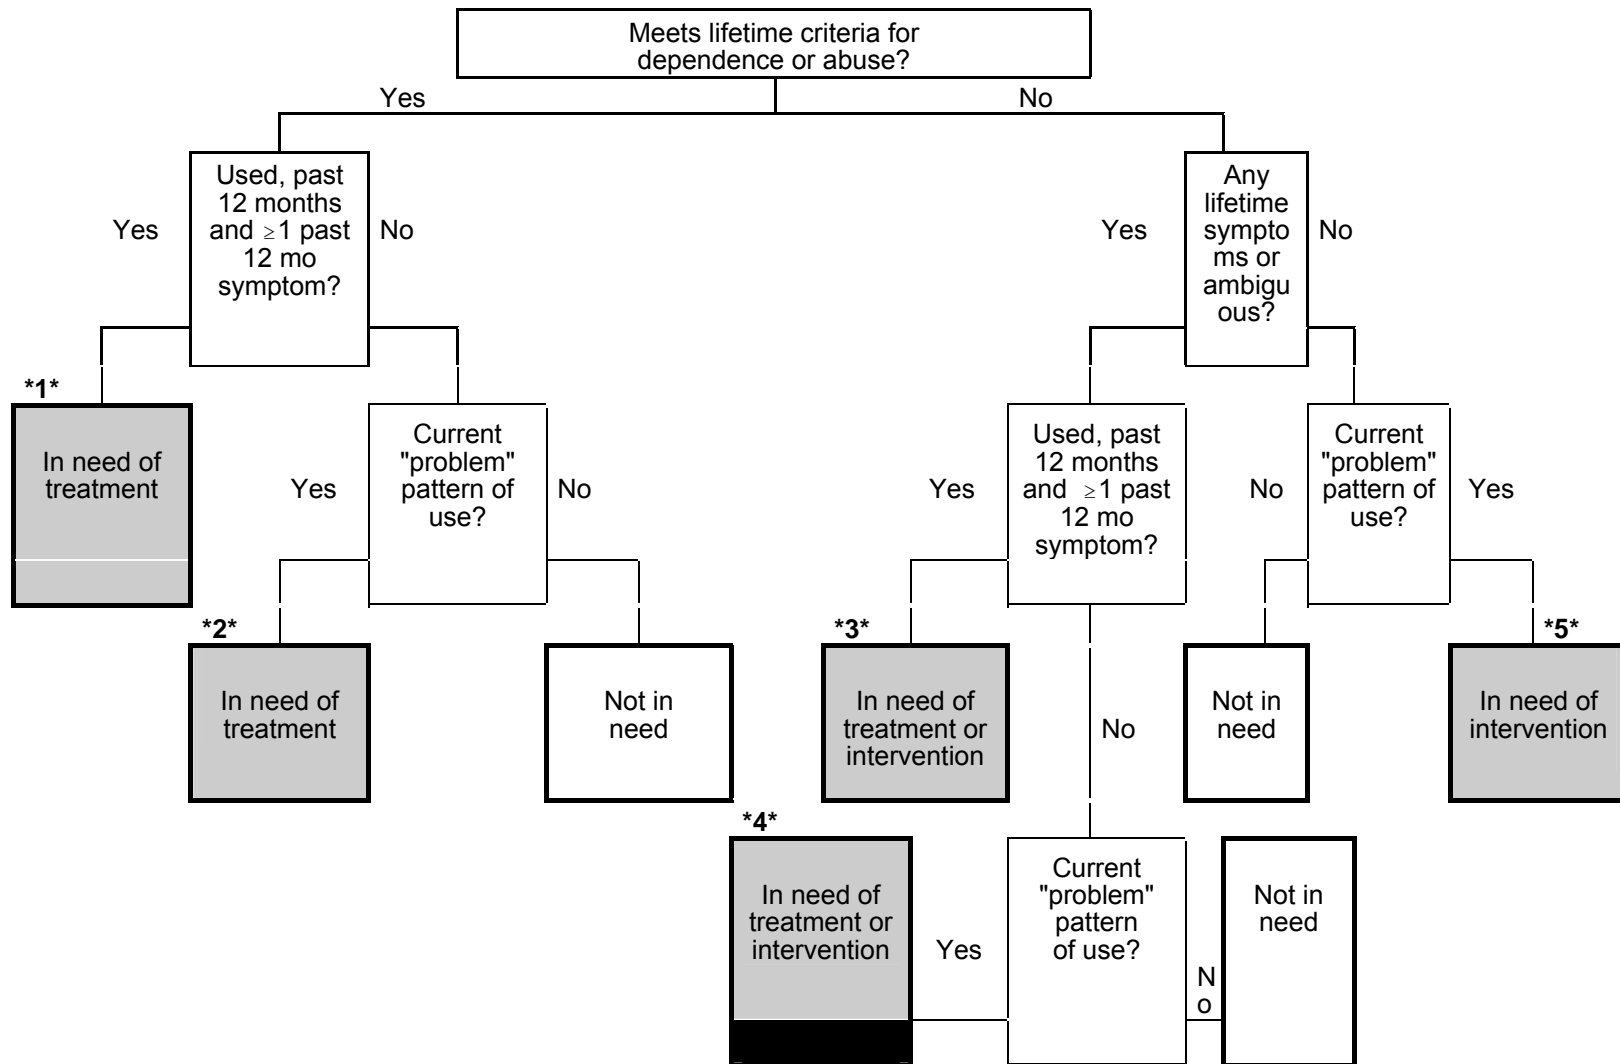 Meets lifetime criteria for
dependence or abuse?
Yes
No
Used, past
12 months
and ≥1 past
12 mo
symptom?
Yes
No
Any
lifetime
sympto
ms or
ambigu
ous?
Yes
No
*1*
In need of
treatment
Current
"problem"
pattern of
use?
Yes
No
Used, past
12 months
and ≥1 past
12 mo
symptom?
Yes
Current
"problem"
pattern of
use?
No
Yes
*2*
In need of
treatment
Not in
need
*3*
In need of
treatment or
intervention
No
Not in
need
*5*
In need of
intervention
*4*
In need of
treatment or
intervention
Yes
Current
"problem"
pattern
of use?
N
o
Not in
need